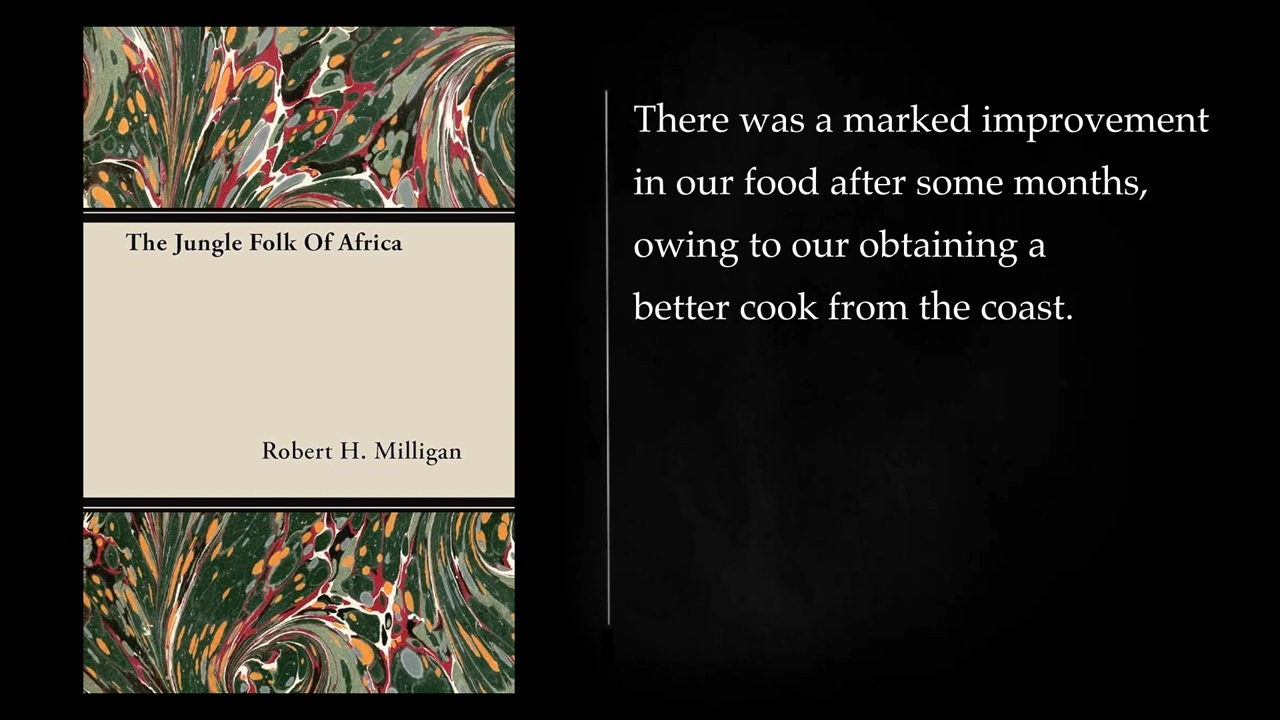 The Jungle Folk Of Africa
Robert H. Milligan
There was a marked improvement
in our food after some months,
owing to our obtaining a
better cook from the coast.